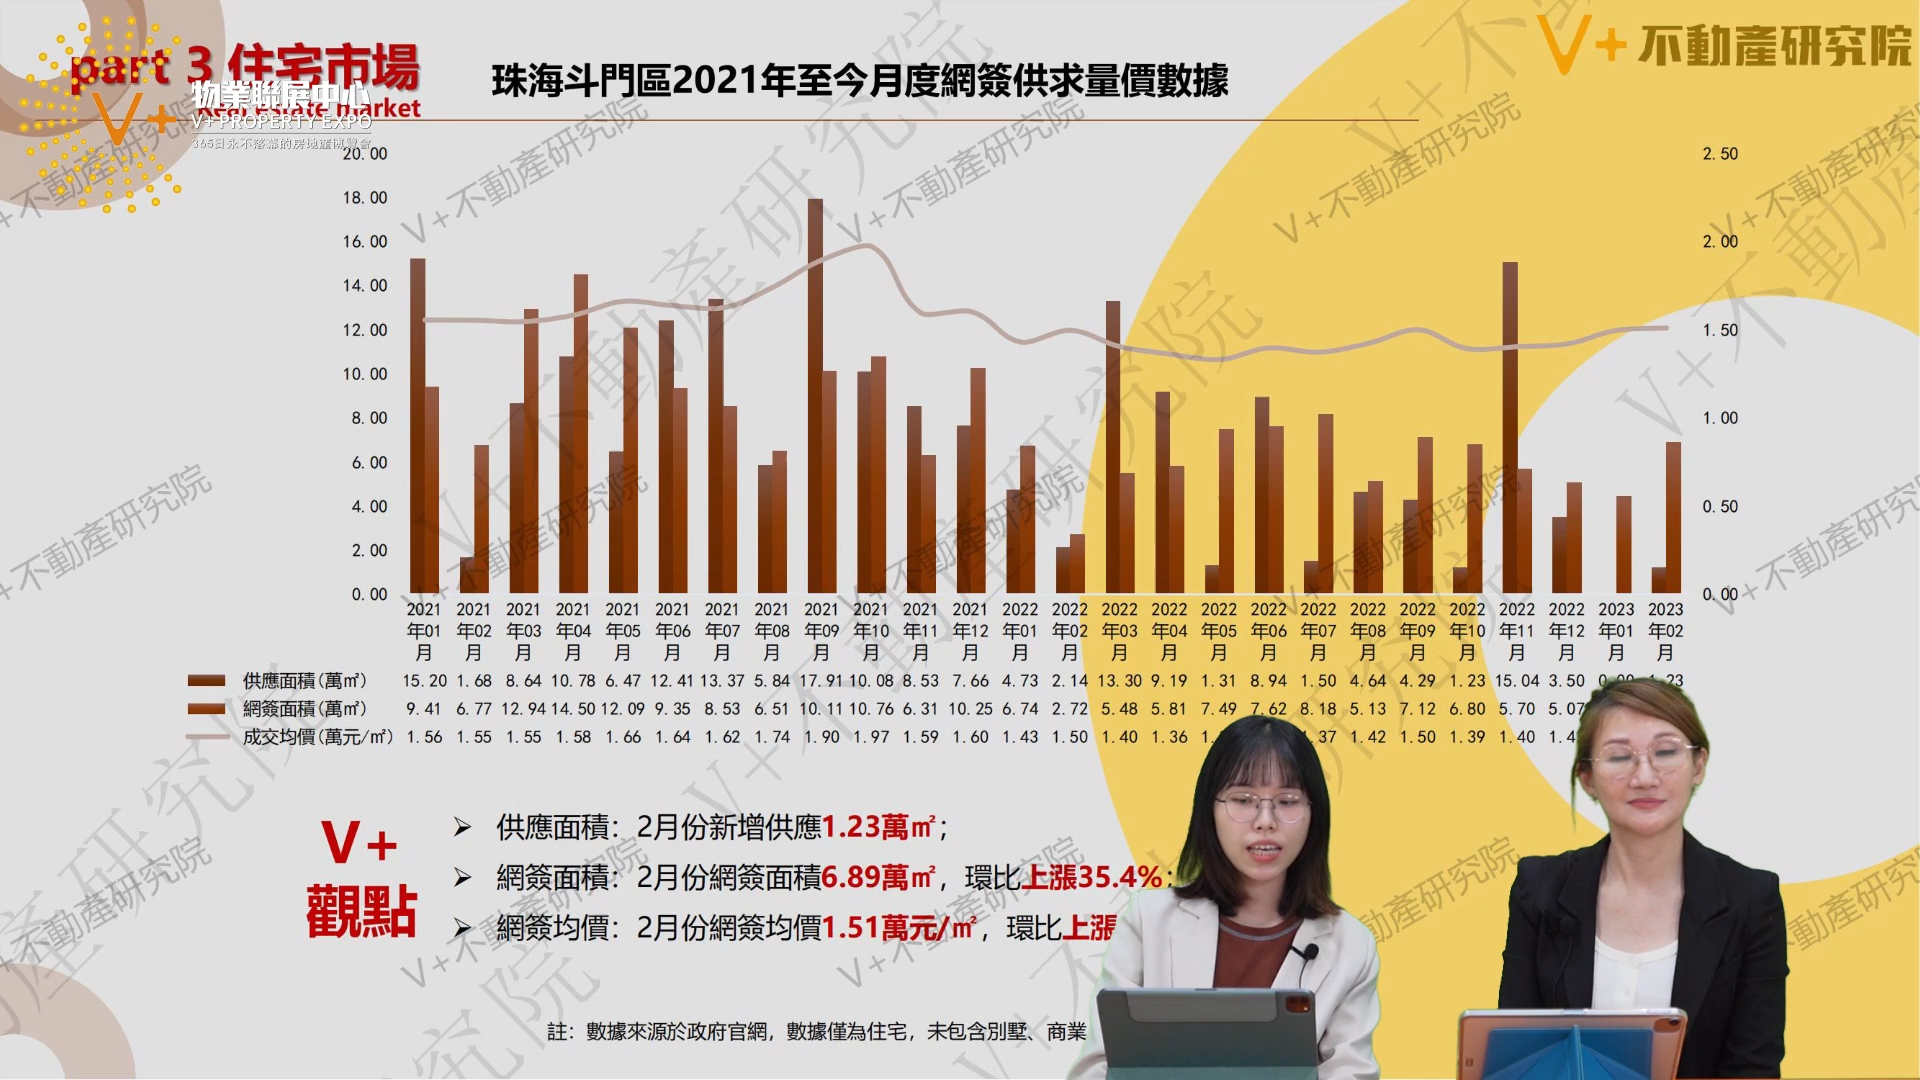 part 3 住宅市場
Real estate market
V+ 物業聯展中心
V+ PROPERTY EXPO
365日永不落幕的房地產博覽會
珠海斗門區2021年至今月度網簽供求量價數據
V+不動產研究院
20.00
18.00
16.00
14.00
12.00
10.00
8.00
6.00
4.00
2.00
0.00
2.50
2.00
1.50
1.00
0.50
0.00
2021年01月 2021年02月 2021年03月 2021年04月 2021年05月 2021年06月 2021年07月 2021年08月 2021年09月 2021年10月 2021年11月 2021年12月 2022年01月 2022年02月 2022年03月 2022年04月 2022年05月 2022年06月 2022年07月 2022年08月 2022年09月 2022年10月 2022年11月 2022年12月 2023年01月 2023年02月
供應面積(萬㎡) 15.20 1.68 8.64 10.78 6.47 12.41 13.37 5.84 17.91 10.08 8.53 7.66 4.73 2.14 13.30 9.19 1.31 8.94 1.50 4.64 4.29 1.23 15.04 3.50
網簽面積(萬㎡) 9.41 6.77 12.94 14.50 12.09 9.35 8.53 6.51 10.11 10.76 6.31 10.25 6.74 2.72 5.48 5.81 7.49 7.62 8.18 5.13 7.12 6.80 5.70 5.07
成交均價(萬元/㎡) 1.56 1.55 1.55 1.58 1.66 1.64 1.62 1.74 1.90 1.97 1.59 1.60 1.43 1.50 1.40 1.36 1.42 1.50 1.39 1.40
V+
觀點
➢ 供應面積：2月份新增供應1.23萬㎡；
➢ 網簽面積：2月份網簽面積6.89萬㎡，環比上漲35.4%；
➢ 網簽均價：2月份網簽均價1.51萬元/㎡，環比上漲
註：數據來源於政府官網，數據僅為住宅，未包含別墅、商業